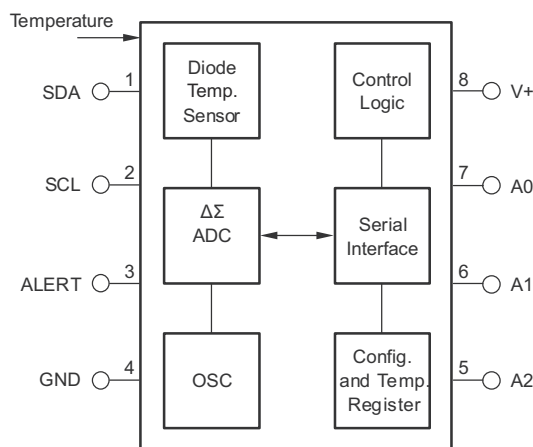 Temperature
SDA
1
Diode
Temp.
Sensor
Control
Logic
8
V+
SCL
2
ΔΣ
ADC
Serial
Interface
7
A0
ALERT
3
6
A1
GND
4
OSC
Config.
and Temp.
Register
5
A2